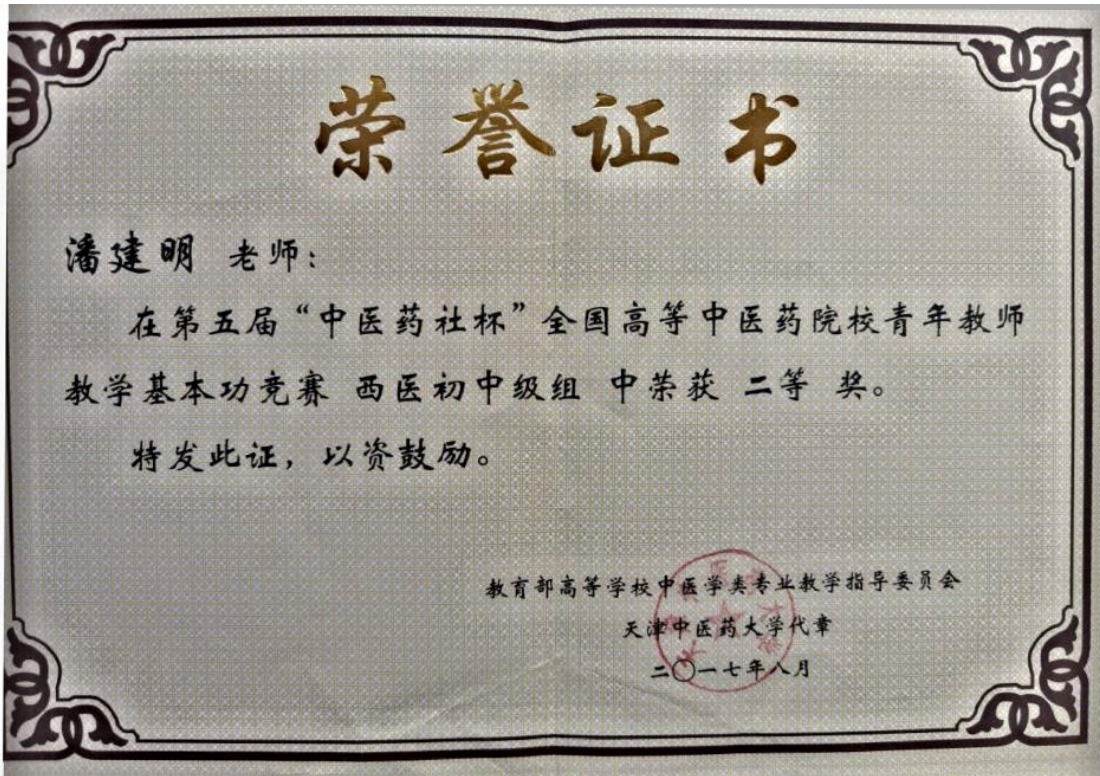 荣誉证书
潘建明 老师：
在第五届“中医药社杯”全国高等中医药院校青年教师
教学基本功竞赛 西医初中级组 中荣获 二等 奖。
特发此证，以资鼓励。
教育部高等学校中医学类专业教学指导委员会
天津中医药大学代章
二〇一七年八月